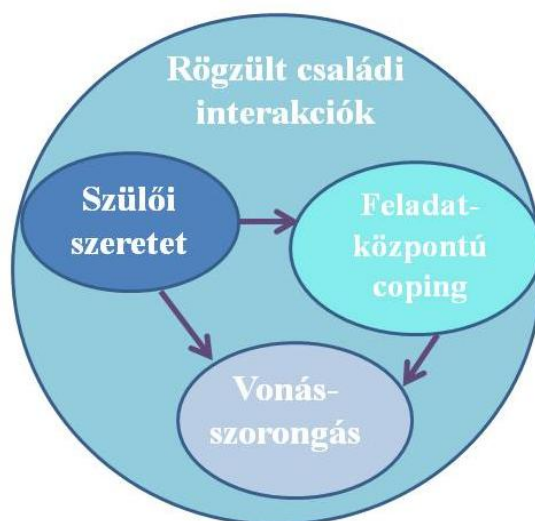 Rögzült családi
interakciók
Szülői
szeretet
Feladat-
központú
coping
Vonás-
szorongás